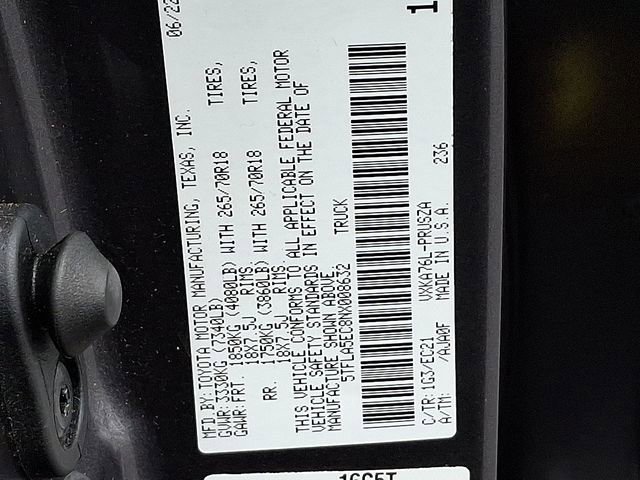 MFD.BY: TOYOTA MOTOR MANUFACTURING, TEXAS, INC. 06/22
GVWR: 3330KG (7340LB)
GAWR: FRT. 1850KG (4080LB) WITH 265/70R18 TIRES,
18X7.5J RIMS
RR. 1750KG (3860LB) WITH 265/70R18 TIRES,
18X7.5J RIMS
THIS VEHICLE CONFORMS TO ALL APPLICABLE FEDERAL MOTOR
VEHICLE SAFETY STANDARDS IN EFFECT ON THE DATE OF
MANUFACTURE SHOWN ABOVE.
5TFLA5EC8NX008632 TRUCK
C/TR: 1G3/EC21 VXKA76L-PRUSZA 236
A/TM: /AJA0F MADE IN U.S.A. 1